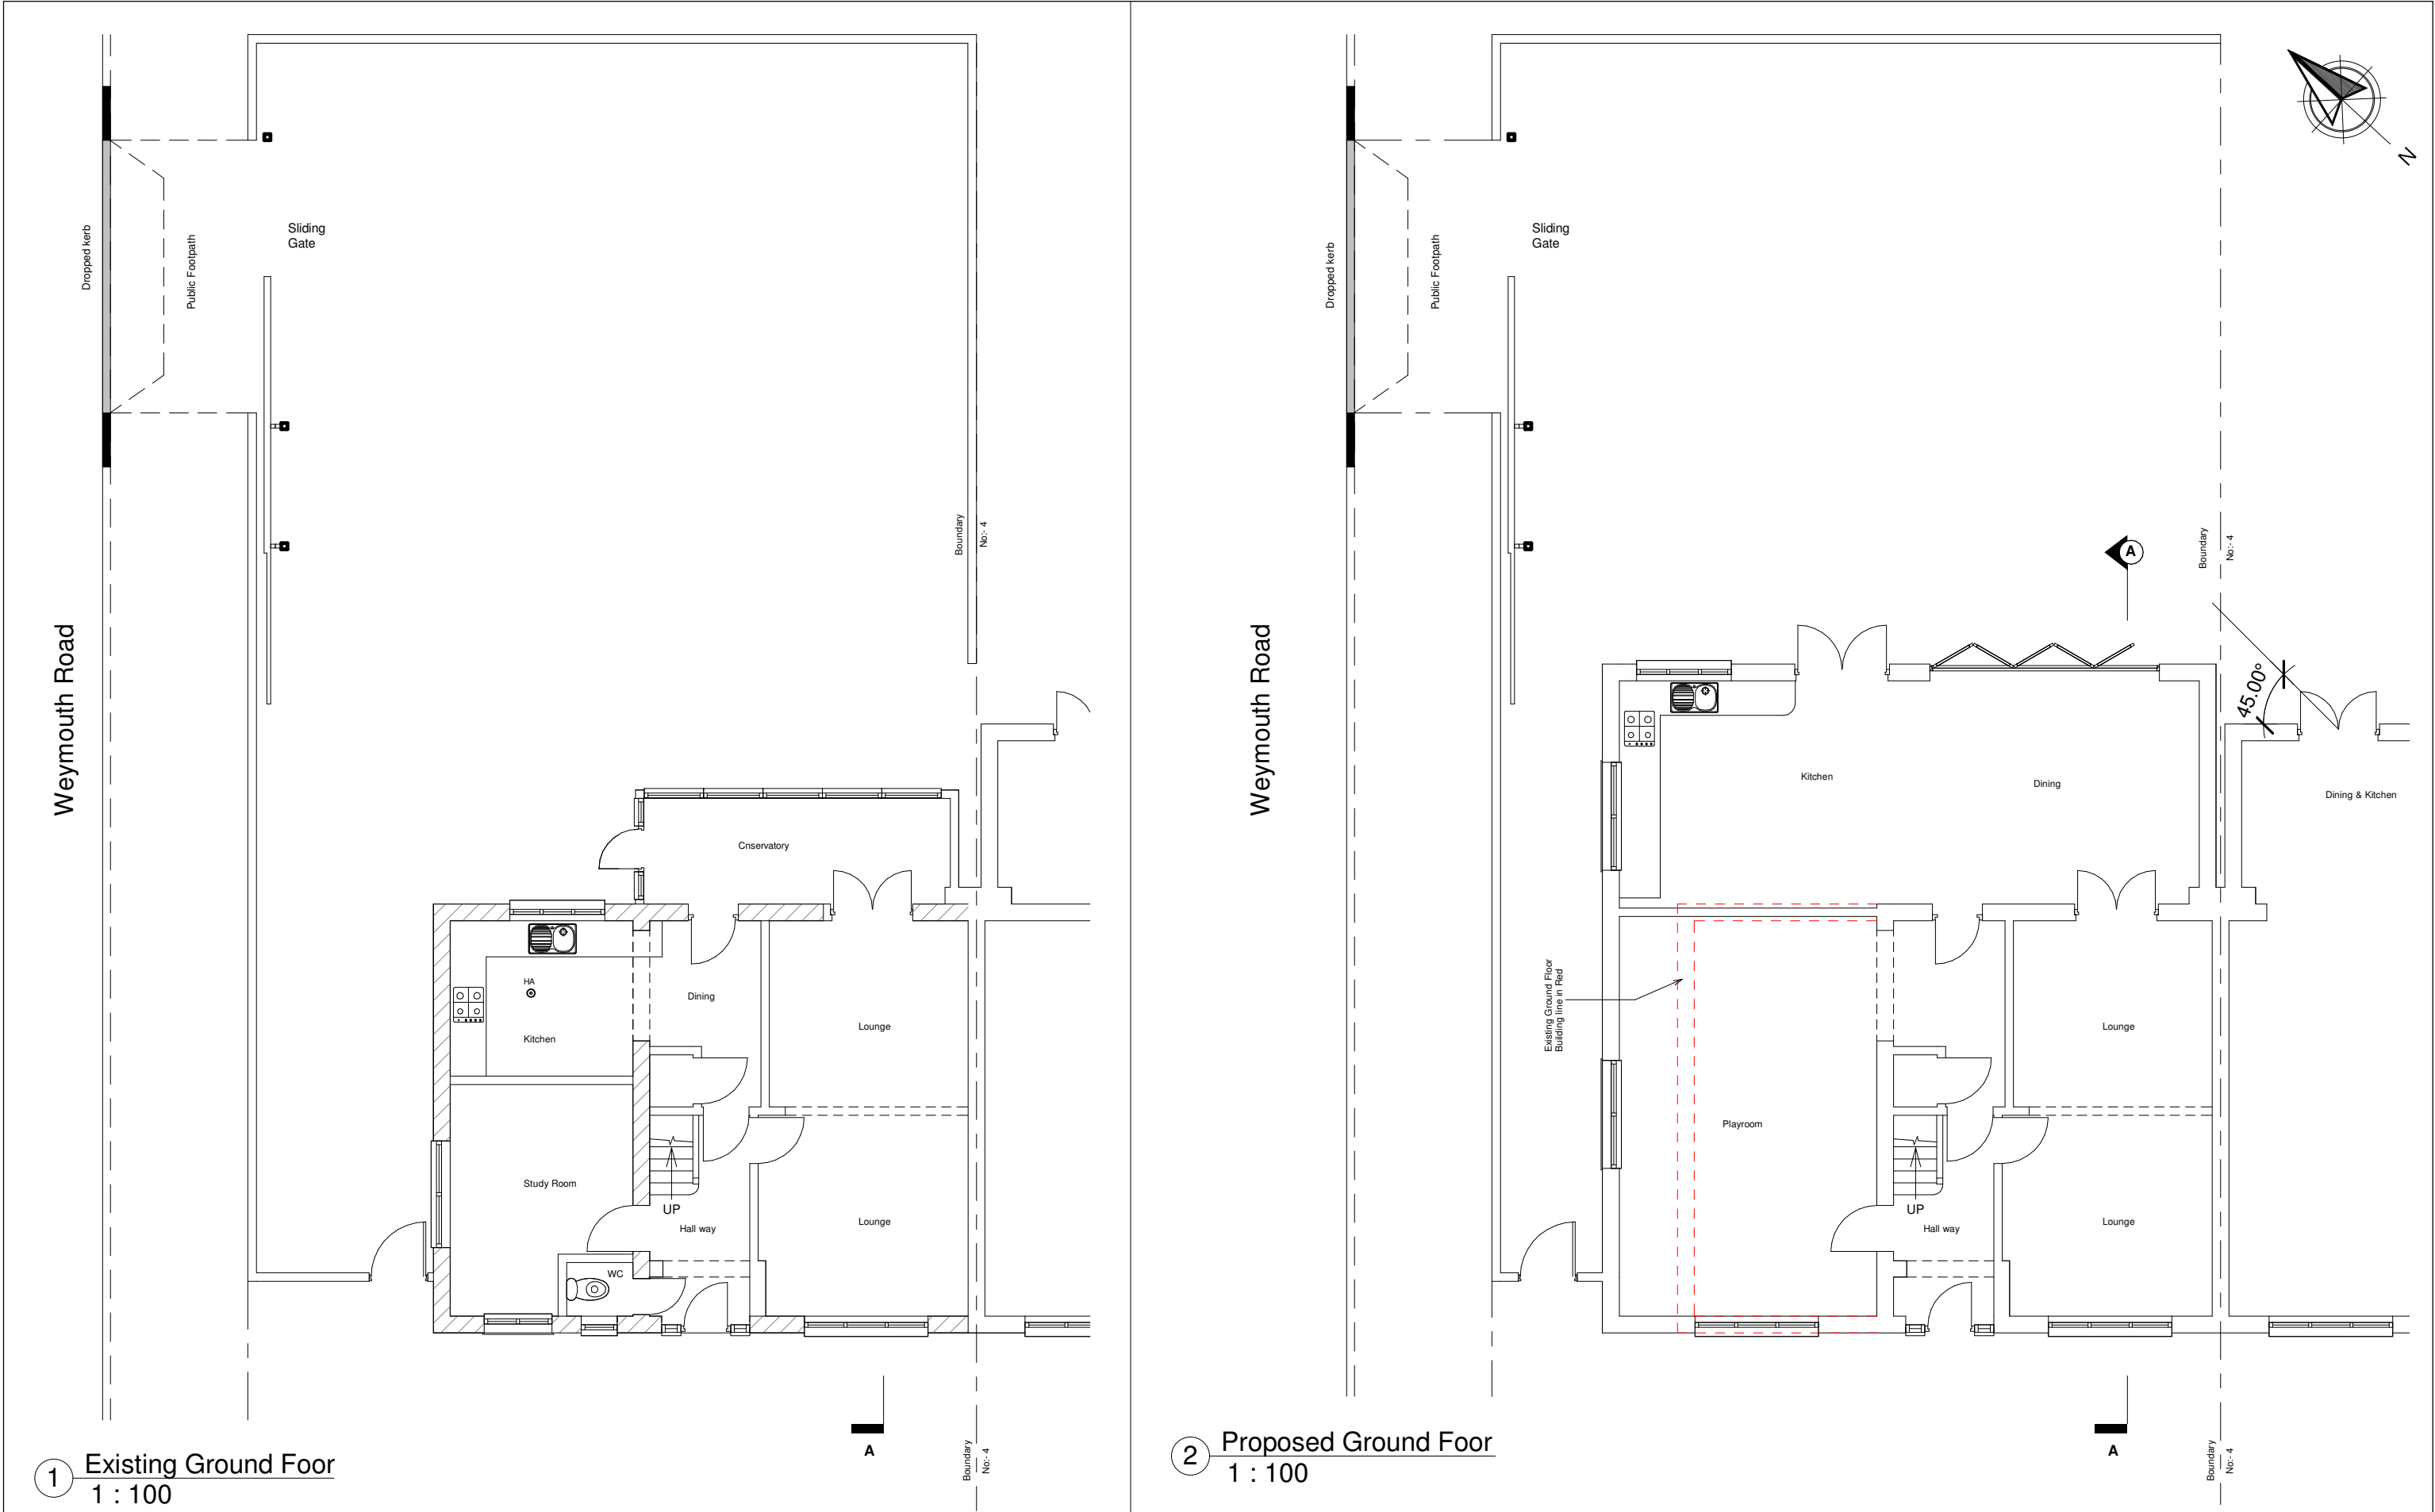 Weymouth Road
Dropped kerb
Public Footpath
Sliding
Gate
Boundary
No:- 4
Cnservatory
HA
Kitchen
Dining
Lounge
Study Room
UP
Hall way
WC
Lounge
A
Boundary
No:- 4
1
Existing Ground Foor
1 : 100
Weymouth Road
Dropped kerb
Public Footpath
Sliding
Gate
N
A
Boundary
No:- 4
45.00°
Kitchen
Dining
Dining & Kitchen
Existing Ground Floor
Building line in Red
Lounge
Playroom
UP
Hall way
Lounge
A
Boundary
No:- 4
2
Proposed Ground Foor
1 : 100